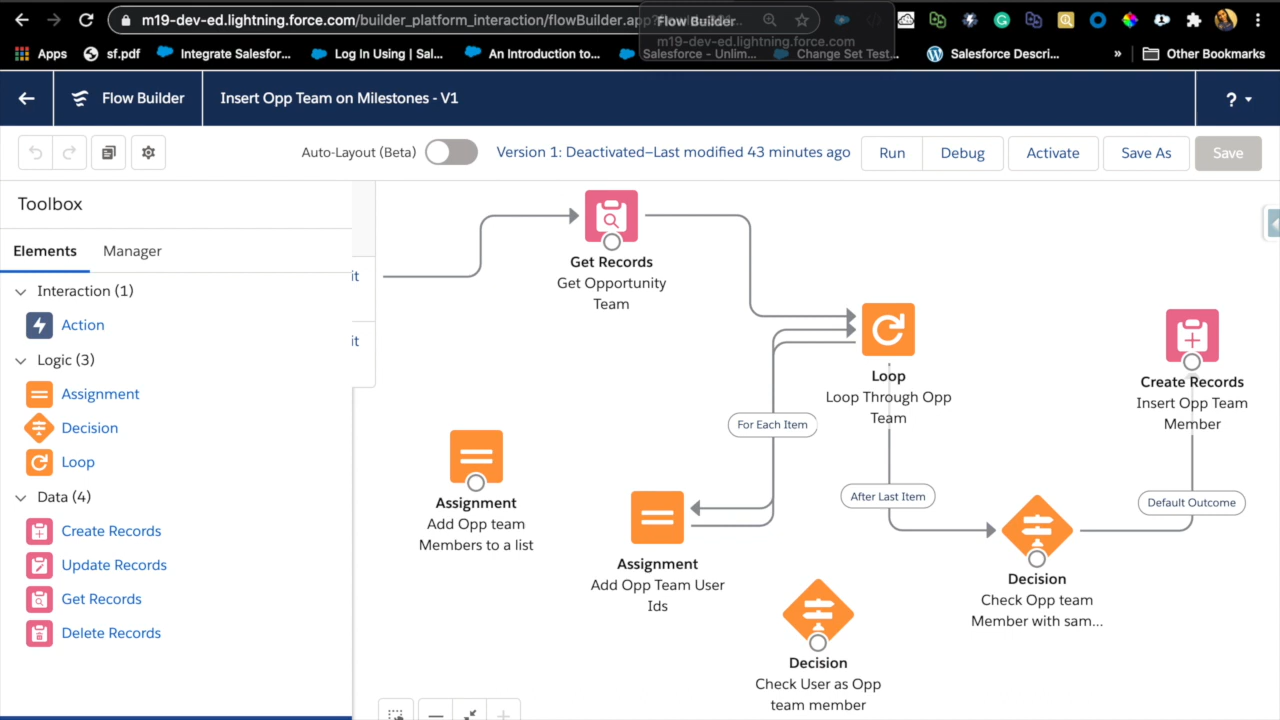 m19-dev-ed.lightning.force.com/builder_platform_interaction/flowBuilder.app?
Flow Builder
m19-dev-ed.lightning.force.com
Apps
sf.pdf
Integrate Salesfor...
Log In Using | Sal...
An Introduction to...
Salesforce - Unlim...
Change Set Test...
Salesforce Descri...
»
Other Bookmarks
Flow Builder
Insert Opp Team on Milestones - V1
?
Auto-Layout (Beta)
Version 1: Deactivated—Last modified 43 minutes ago
Run
Debug
Activate
Save As
Save
Toolbox
Elements
Manager
Interaction (1)
Action
Logic (3)
Assignment
Decision
Loop
Data (4)
Create Records
Update Records
Get Records
Delete Records
it
it
Get Records
Get Opportunity
Team
Loop
Loop Through Opp
Team
Create Records
Insert Opp Team
Member
For Each Item
Assignment
Add Opp team
Members to a list
After Last Item
Default Outcome
Assignment
Add Opp Team User
Ids
Decision
Check Opp team
Member with sam...
Decision
Check User as Opp
team member